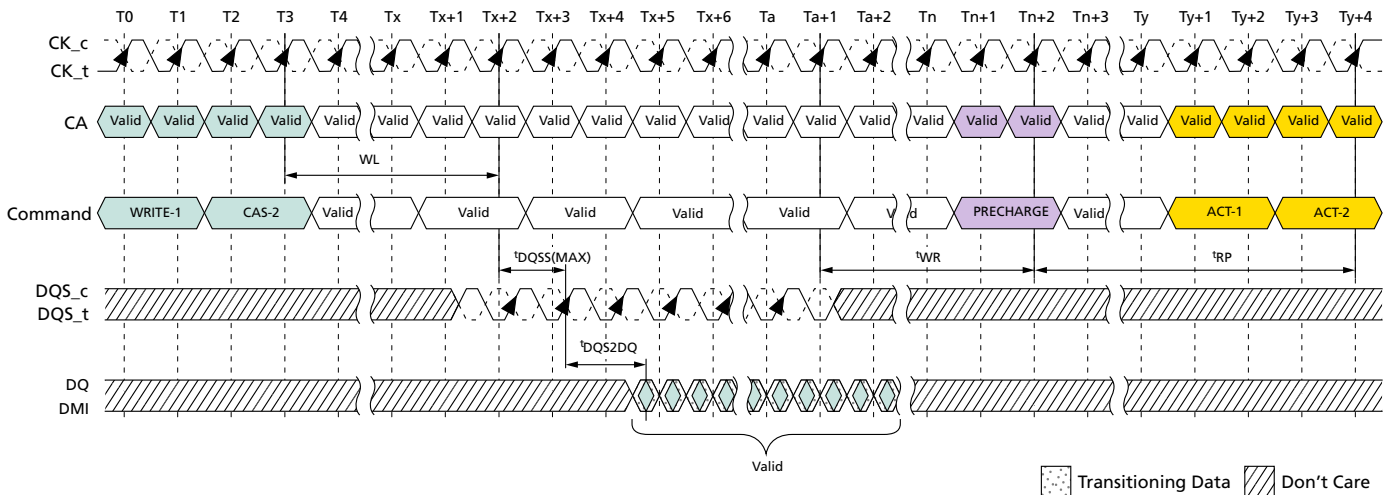 T0 T1 T2 T3 T4 Tx Tx+1 Tx+2 Tx+3 Tx+4 Tx+5 Tx+6 Ta Ta+1 Ta+2 Tn Tn+1 Tn+2 Tn+3 Ty Ty+1 Ty+2 Ty+3 Ty+4
CK_c
CK_t
CA Valid Valid Valid Valid Valid Valid Valid Valid Valid Valid Valid Valid Valid Valid Valid Valid Valid Valid Valid Valid Valid Valid Valid Valid
WL
Command WRITE-1 CAS-2 Valid Valid Valid Valid Valid PRECHARGE Valid ACT-1 ACT-2
tDQSS(MAX) tWR tRP
DQS_c
DQS_t
tDQS2DQ
DQ
DMI
Valid
Transitioning Data Don't Care